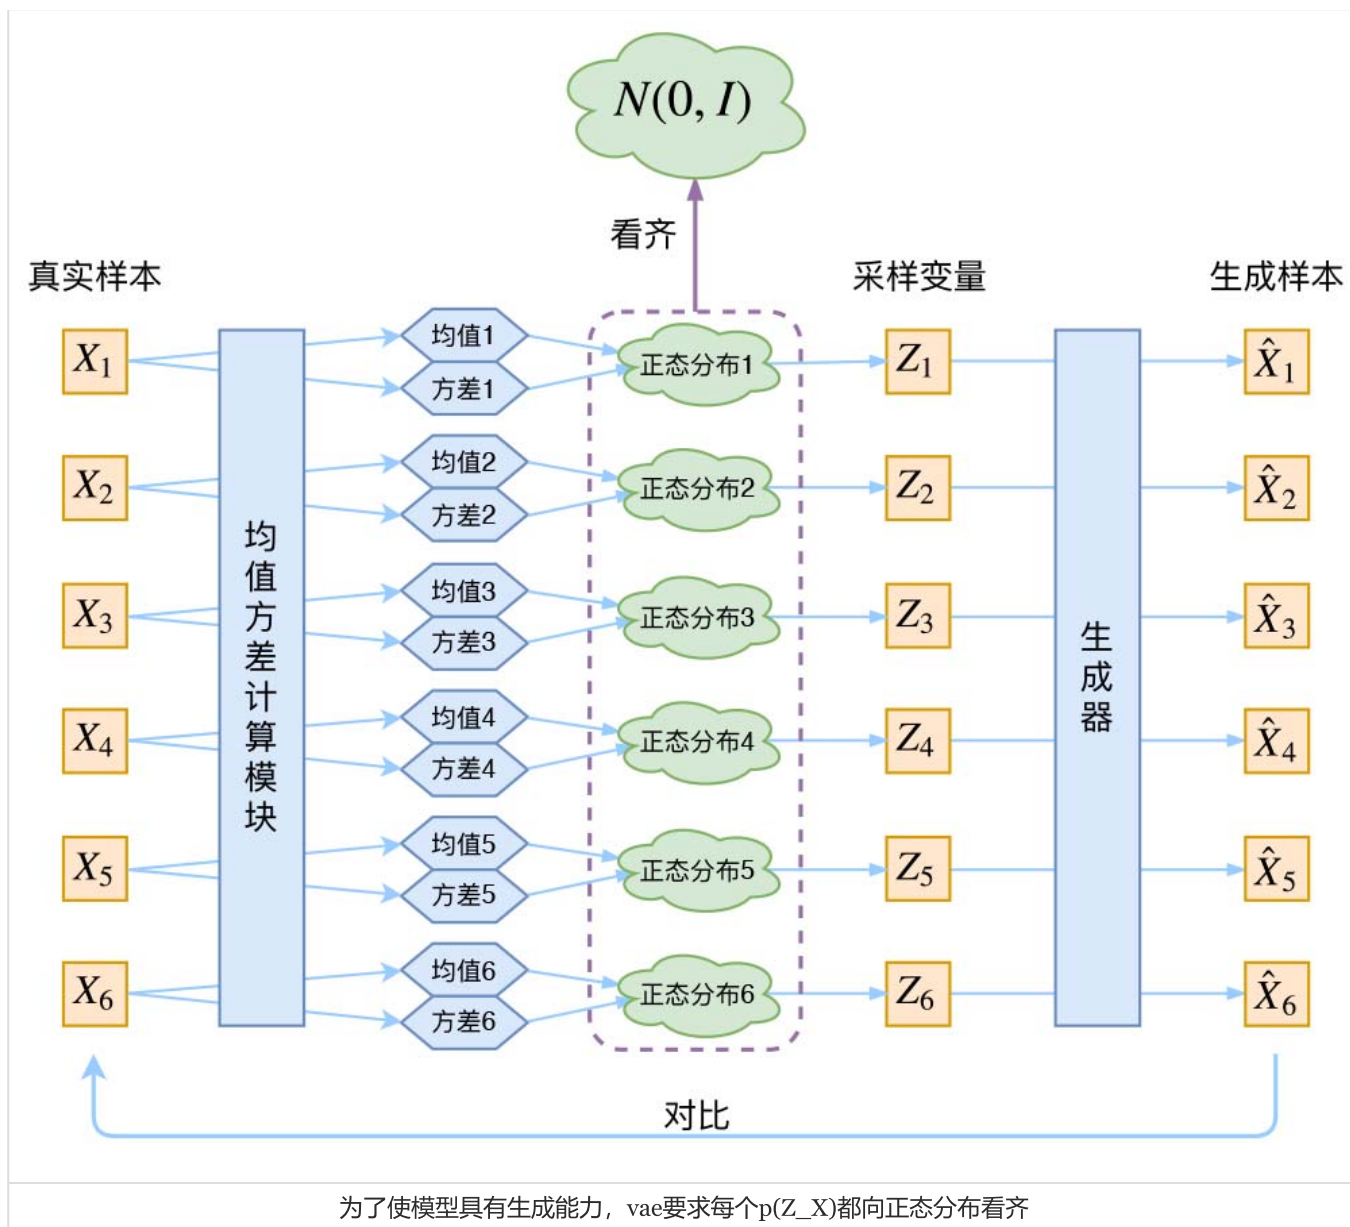 N(0, I)
看齐
真实样本
采样变量
生成样本
X₁
均值1
方差1
正态分布1
Z₁
X̂₁
X₂
均值2
方差2
正态分布2
Z₂
X̂₂
均值方差计算模块
X₃
均值3
方差3
正态分布3
Z₃
X̂₃
生成器
X₄
均值4
方差4
正态分布4
Z₄
X̂₄
X₅
均值5
方差5
正态分布5
Z₅
X̂₅
X₆
均值6
方差6
正态分布6
Z₆
X̂₆
对比
为了使模型具有生成能力，vae要求每个p(Z_X)都向正态分布看齐